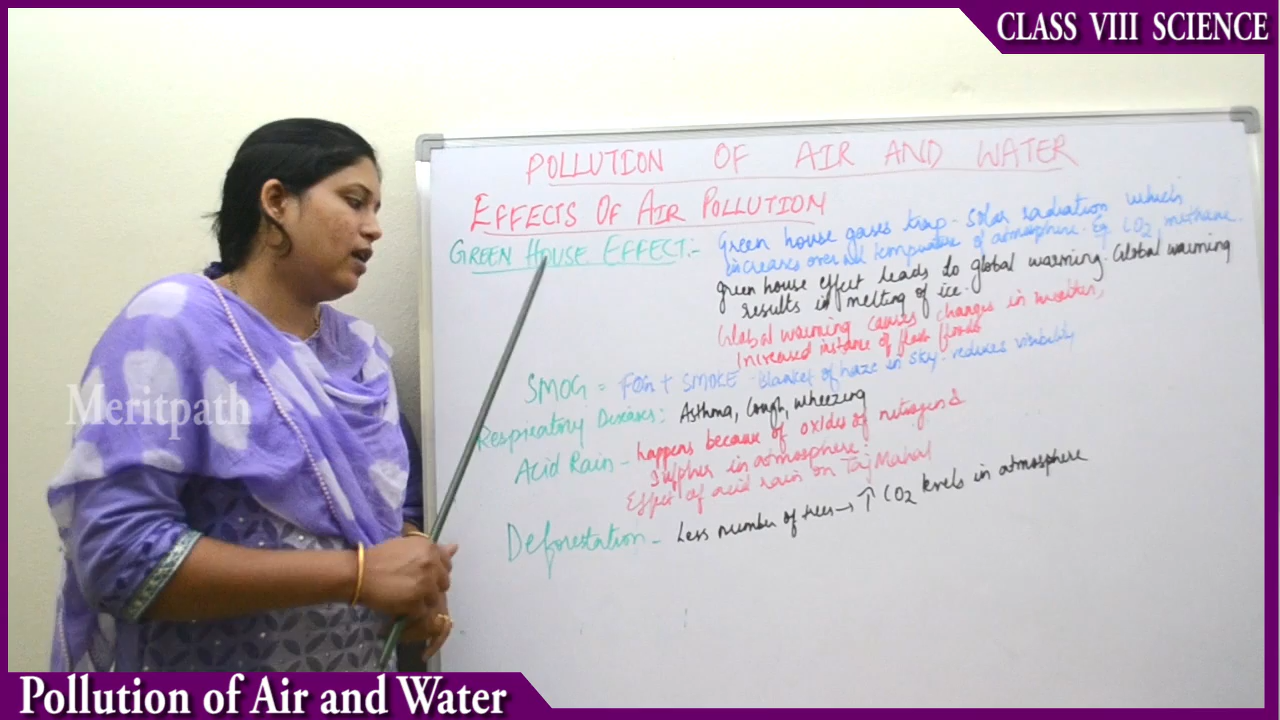 CLASS VIII SCIENCE
POLLUTION OF AIR AND WATER
EFFECTS OF AIR POLLUTION
GREEN HOUSE EFFECT:- Green house gases trap solar radiation which
increases overall temperature of atmosphere. Eg. CO2, methane.
green house effect leads to global warming. Global warming
results in melting of ice.
Global warming causes changes in weather,
Increased instance of flash floods
SMOG = FOG + SMOKE - Blanket of haze in sky. reduces visibility
Respiratory Diseases: Asthma, Cough, wheezing
Acid Rain - happens because of oxides of nitrogen &
sulpher in atmosphere.
Effect of acid rain on Taj Mahal
Deforestation - Less number of trees → ↑ CO2 levels in atmosphere
Meritpath
Pollution of Air and Water